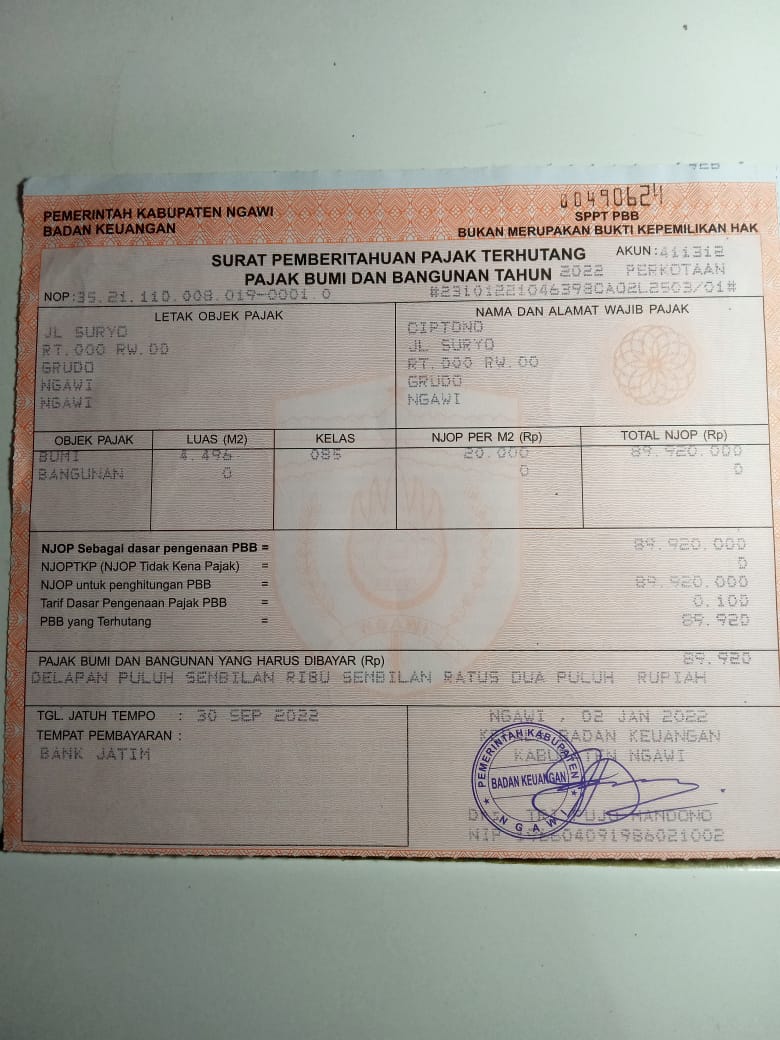 PEMERINTAH KABUPATEN NGAWI
BADAN KEUANGAN
00490624
SPPT PBB
BUKAN MERUPAKAN BUKTI KEPEMILIKAN HAK
SURAT PEMBERITAHUAN PAJAK TERHUTANG
AKUN : 411312
PAJAK BUMI DAN BANGUNAN TAHUN 2022 PERKOTAAN
NOP : 35.21.110.008.019-0001.0
LETAK OBJEK PAJAK
JL SURYO
RT.000 RW.00
GRUDO
NGAWI
NGAWI
NAMA DAN ALAMAT WAJIB PAJAK
CIPTONO
JL SURYO
RT.000 RW.00
GRUDO
NGAWI
OBJEK PAJAK LUAS (M2) KELAS NJOP PER M2 (Rp) TOTAL NJOP (Rp)
BUMI 4.496 085 20.000 89.920.000
BANGUNAN 0 0 0
NJOP Sebagai dasar pengenaan PBB = 89.920.000
NJOPTKP (NJOP Tidak Kena Pajak) = 0
NJOP untuk penghitungan PBB = 89.920.000
Tarif Dasar Pengenaan Pajak PBB = 0.100
PBB yang Terhutang = 89.920
NGAWI
PAJAK BUMI DAN BANGUNAN YANG HARUS DIBAYAR (Rp) 89.920
DELAPAN PULUH SEMBILAN RIBU SEMBILAN RATUS DUA PULUH RUPIAH
TGL. JATUH TEMPO : 30 SEP 2022
TEMPAT PEMBAYARAN :
BANK JATIM
NGAWI , 02 JAN 2022
BADAN KEUANGAN
NGAWI
PEMERINTAH KABUPATEN
BADAN KEUANGAN
NGAWI
PUJO HANDONO
NIP